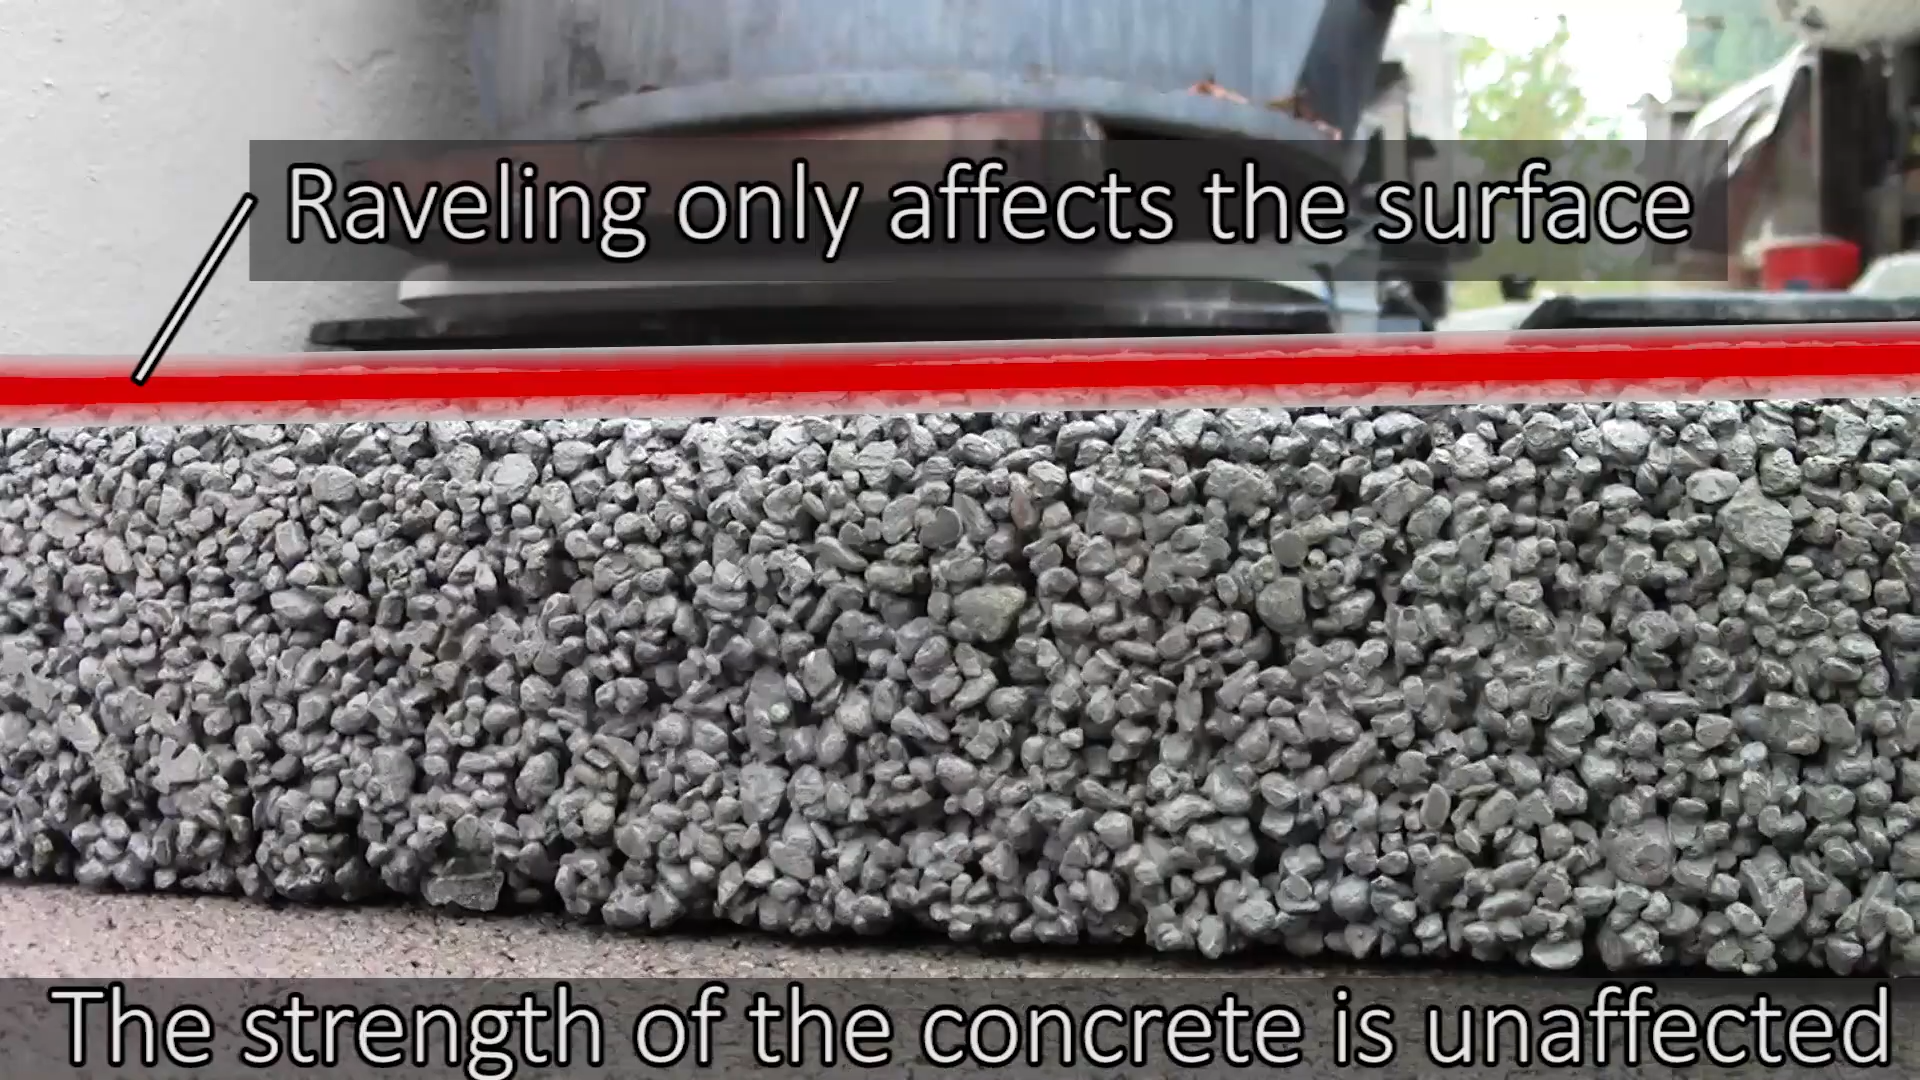 Raveling only affects the surface
The strength of the concrete is unaffected